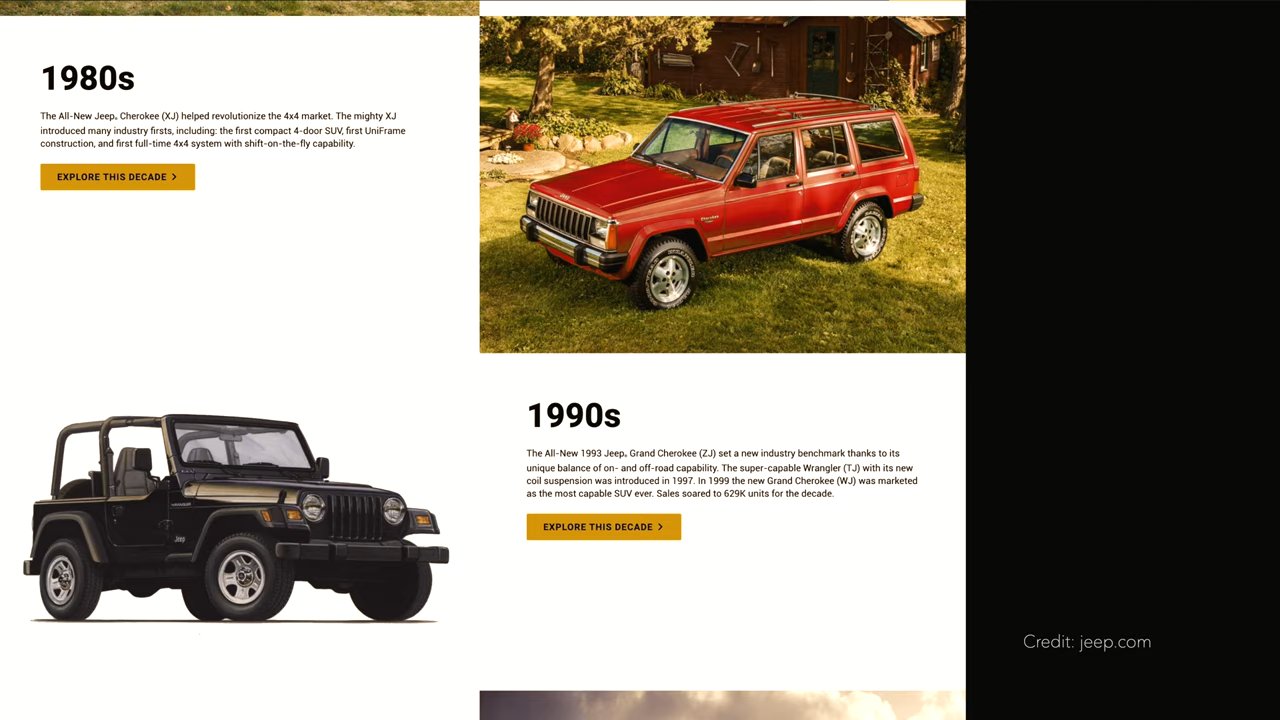 1980s
The All-New Jeep® Cherokee (XJ) helped revolutionize the 4x4 market. The mighty XJ
introduced many industry firsts, including: the first compact 4-door SUV, first UniFrame
construction, and first full-time 4x4 system with shift-on-the-fly capability.
EXPLORE THIS DECADE >
Jeep
Cherokee
1990s
The All-New 1993 Jeep® Grand Cherokee (ZJ) set a new industry benchmark thanks to its
unique balance of on- and off-road capability. The super-capable Wrangler (TJ) with its new
coil suspension was introduced in 1997. In 1999 the new Grand Cherokee (WJ) was marketed
as the most capable SUV ever. Sales soared to 629K units for the decade.
EXPLORE THIS DECADE >
Jeep
Credit: jeep.com